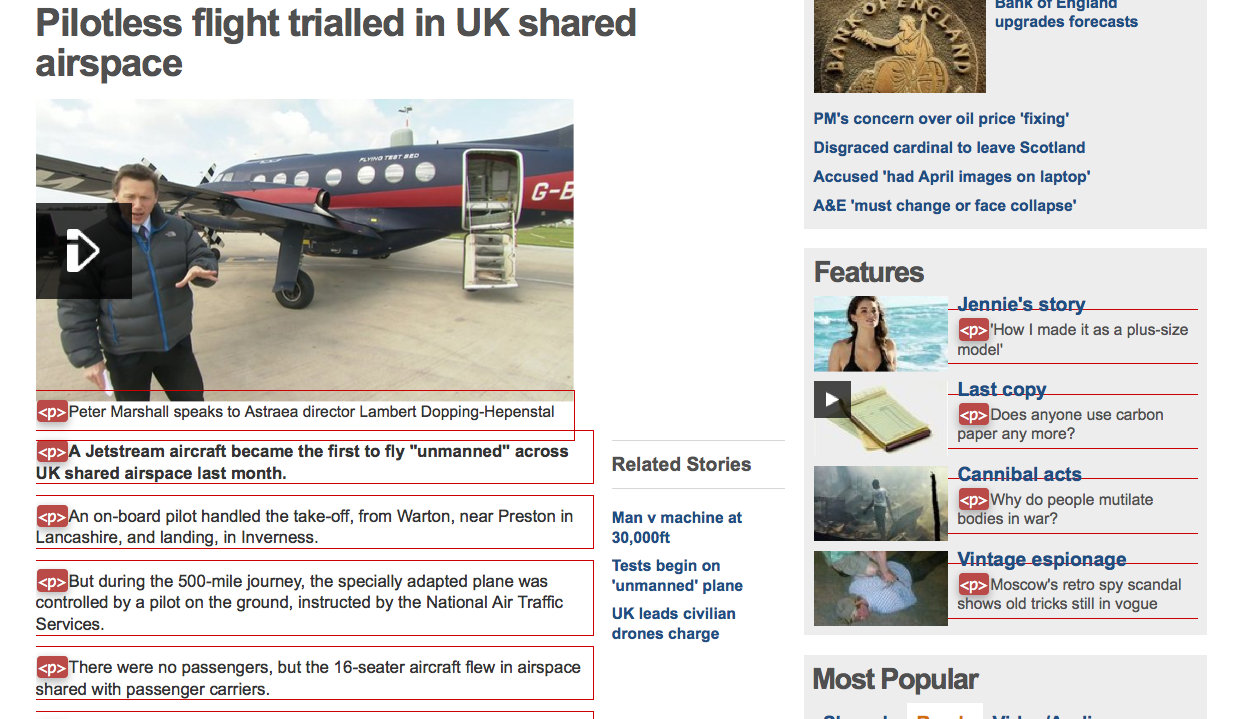 Pilotless flight trialled in UK shared
airspace
FLYING TEST BED
G-B
<p>Peter Marshall speaks to Astraea director Lambert Dopping-Hepenstal
<p>A Jetstream aircraft became the first to fly "unmanned" across
UK shared airspace last month.
<p>An on-board pilot handled the take-off, from Warton, near Preston in
Lancashire, and landing, in Inverness.
<p>But during the 500-mile journey, the specially adapted plane was
controlled by a pilot on the ground, instructed by the National Air Traffic
Services.
<p>There were no passengers, but the 16-seater aircraft flew in airspace
shared with passenger carriers.
Related Stories
Man v machine at
30,000ft
Tests begin on
'unmanned' plane
UK leads civilian
drones charge
BANK OF ENGLAND
Bank of England
upgrades forecasts
PM's concern over oil price 'fixing'
Disgraced cardinal to leave Scotland
Accused 'had April images on laptop'
A&E 'must change or face collapse'
Features
Jennie's story
<p>'How I made it as a plus-size
model'
Last copy
<p>Does anyone use carbon
paper any more?
Cannibal acts
<p>Why do people mutilate
bodies in war?
Vintage espionage
<p>Moscow's retro spy scandal
shows old tricks still in vogue
Most Popular